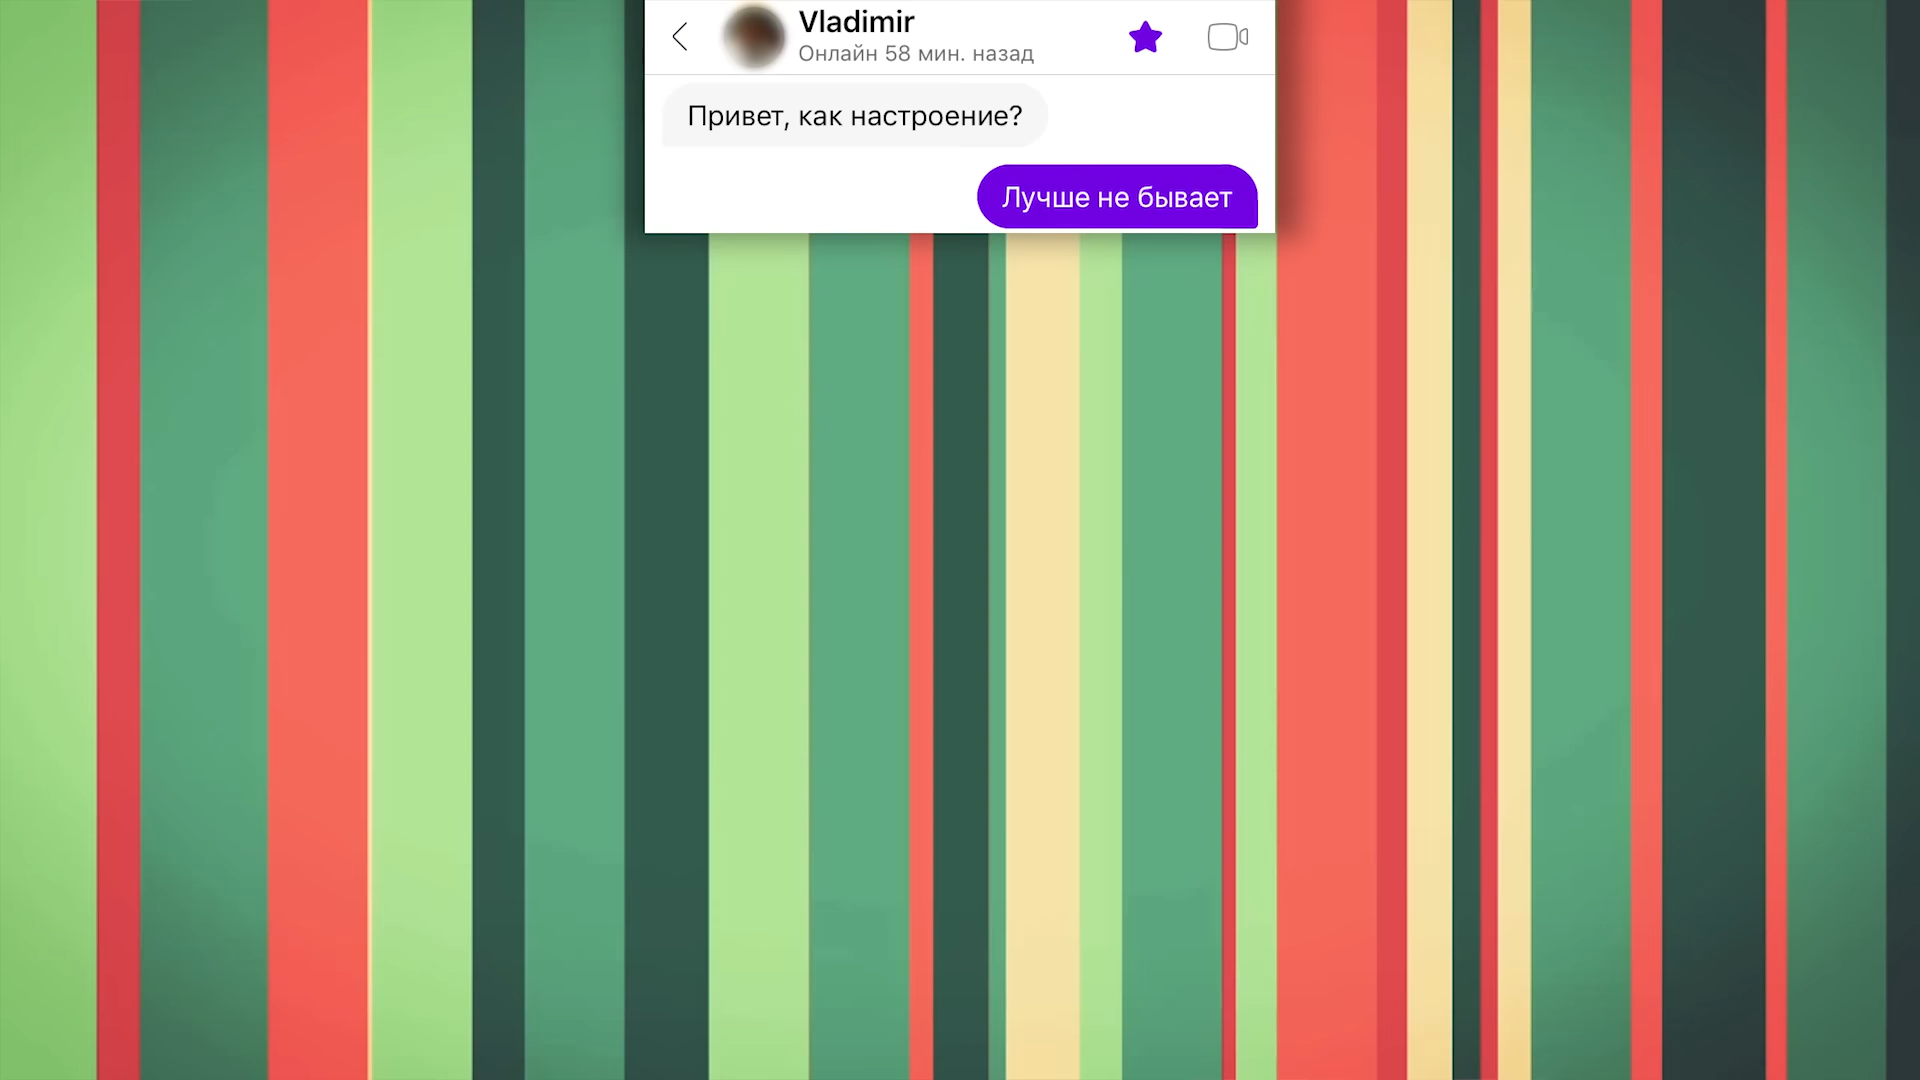 Vladimir
Онлайн 58 мин. назад
Привет, как настроение?
Лучше не бывает